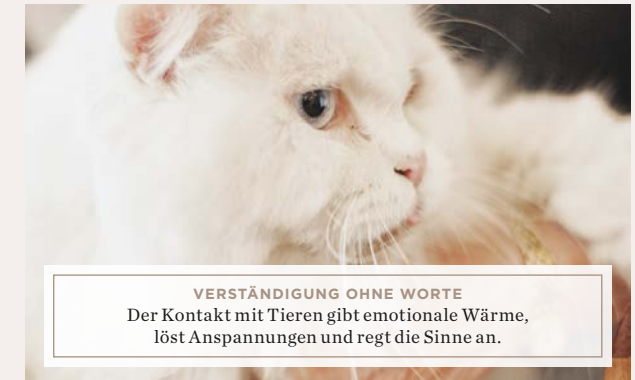 VERSTÄNDIGUNG OHNE WORTE
Der Kontakt mit Tieren gibt emotionale Wärme,
löst Anspannungen und regt die Sinne an.